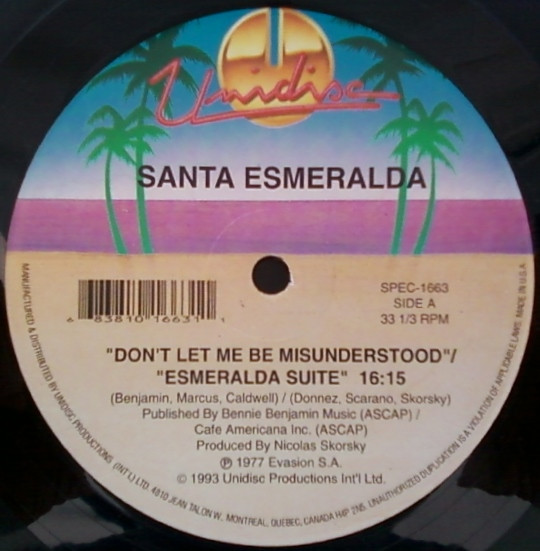 Unidisc
SANTA ESMERALDA
SPEC-1663
SIDE A
33 1/3 RPM
6 83810 16631 1
"DON'T LET ME BE MISUNDERSTOOD"/
"ESMERALDA SUITE" 16:15
(Benjamin, Marcus, Caldwell) / (Donnez, Scarano, Skorsky)
Published By Bennie Benjamin Music (ASCAP) /
Cafe Americana Inc. (ASCAP)
Produced By Nicolas Skorsky
℗ 1977 Evasion S.A.
© 1993 Unidisc Productions Int'l Ltd.
MANUFACTURED & DISTRIBUTED BY UNIDISC PRODUCTIONS (INT'L) LTD. 4810 JEAN TALON W., MONTREAL, QUEBEC, CANADA H4P 2N5. UNAUTHORIZED DUPLICATION IS A VIOLATION OF APPLICABLE LAWS. MADE IN U.S.A.